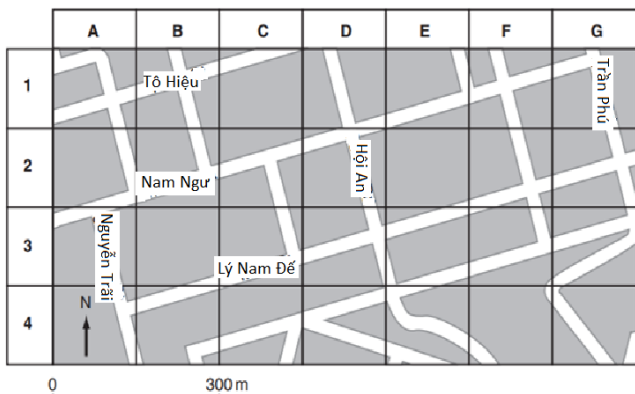 A B C D E F G
1
Tô Hiệu
Trần Phú
2
Hội An
Nam Ngư
3
Nguyễn Trãi
Lý Nam Đế
N
4
0 300 m